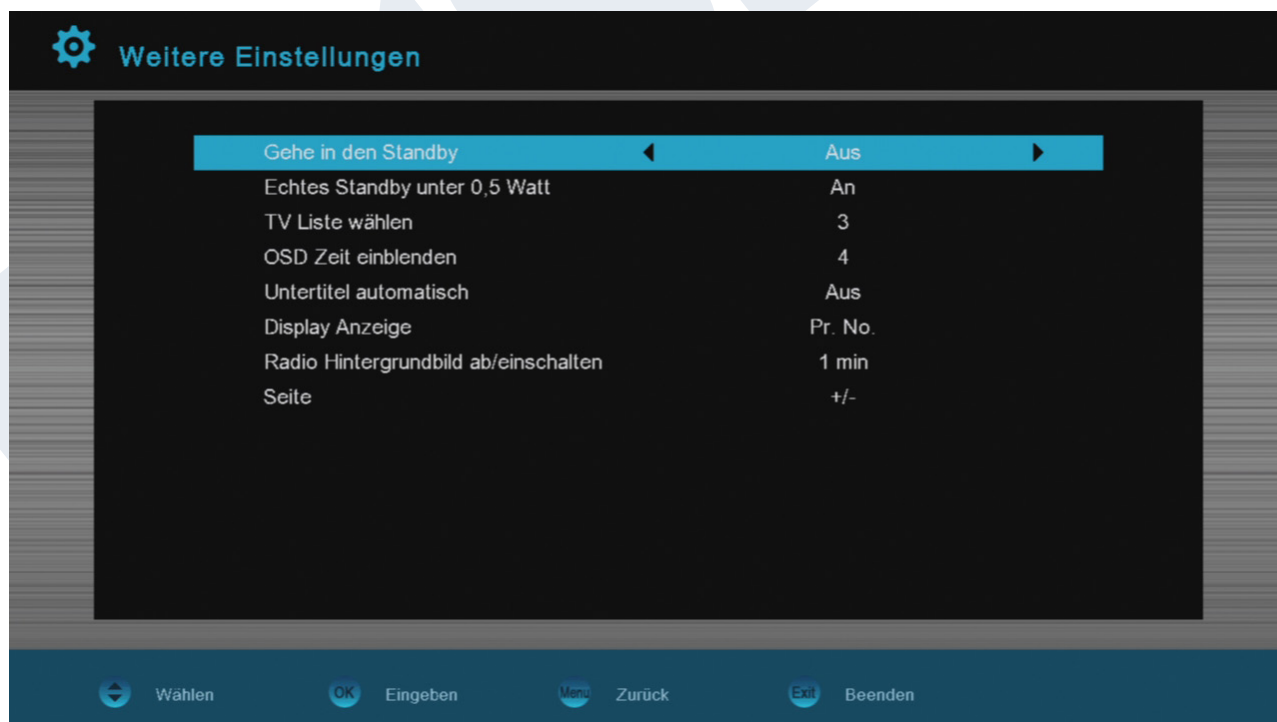 Weitere Einstellungen
Gehe in den Standby Aus
Echtes Standby unter 0,5 Watt An
TV Liste wählen 3
OSD Zeit einblenden 4
Untertitel automatisch Aus
Display Anzeige Pr. No.
Radio Hintergrundbild ab/einschalten 1 min
Seite +/-
Wählen OK Eingeben Menu Zurück Exit Beenden